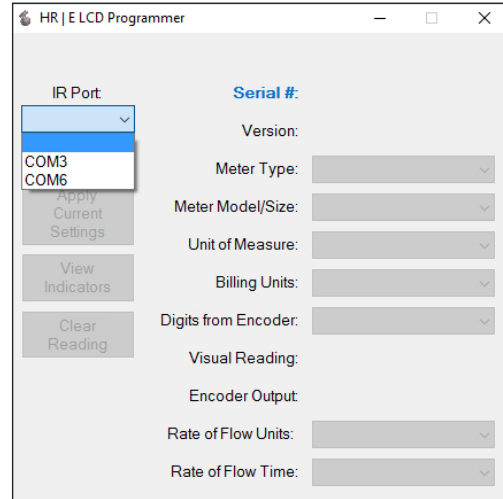 HR | E LCD Programmer
IR Port:
COM3
COM6
Apply
Current
Settings
View
Indicators
Clear
Reading
Serial #:
Version:
Meter Type:
Meter Model/Size:
Unit of Measure:
Billing Units:
Digits from Encoder:
Visual Reading:
Encoder Output:
Rate of Flow Units:
Rate of Flow Time: